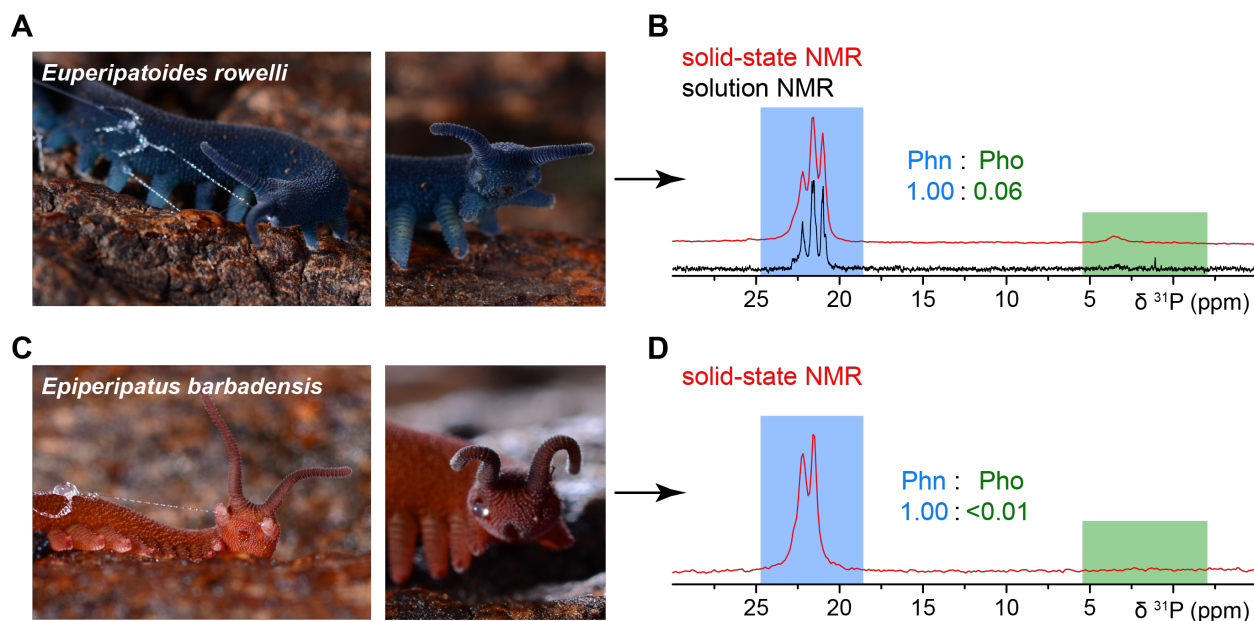 A
Euperipatoides rowelli
B
solid-state NMR
solution NMR
Phn : Pho
1.00 : 0.06
25 20 15 10 5 δ ³¹P (ppm)
C
Epiperipatus barbadensis
D
solid-state NMR
Phn : Pho
1.00 : <0.01
25 20 15 10 5 δ ³¹P (ppm)